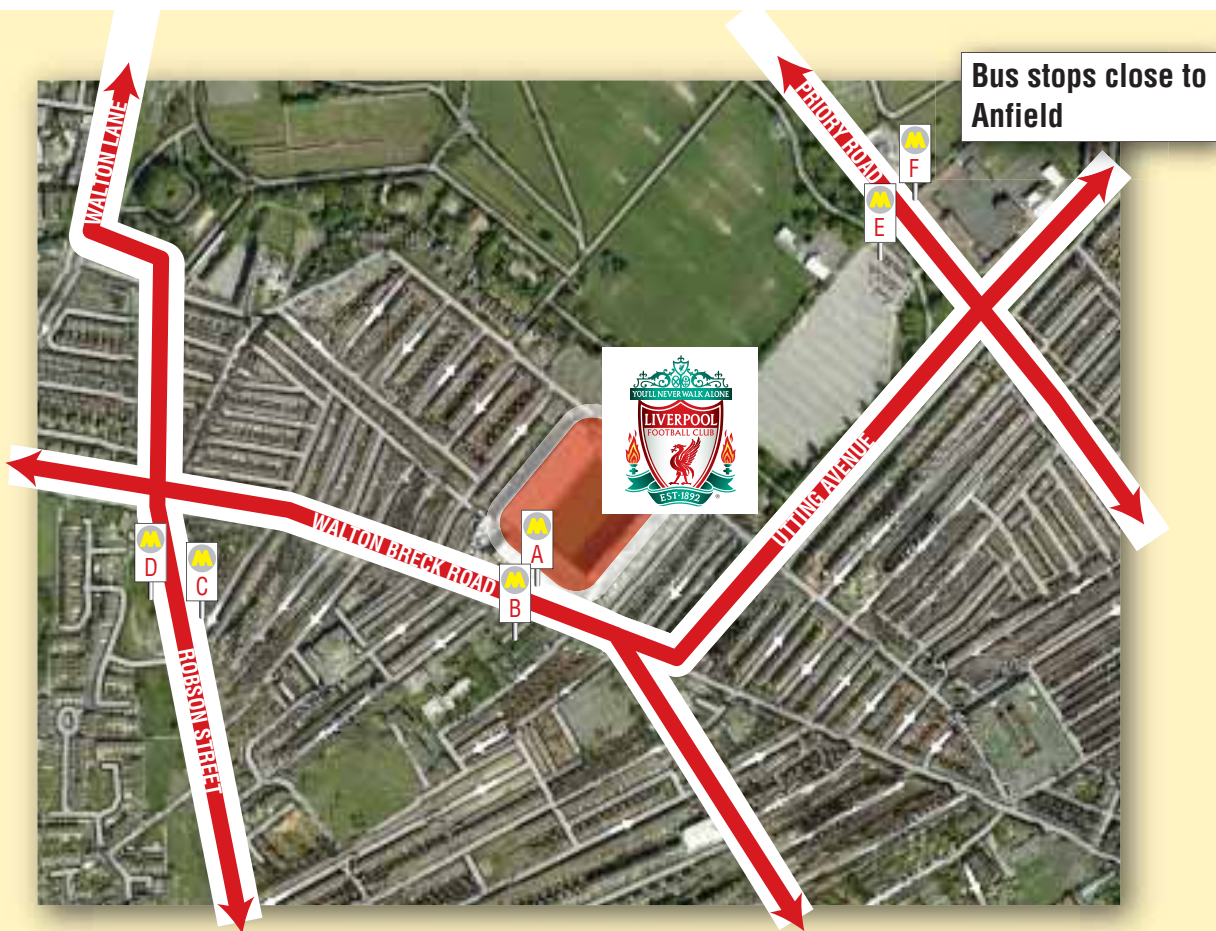 Bus stops close to
Anfield
WALTON LANE
PRIORY ROAD
F
E
YOU'LL NEVER WALK ALONE
LIVERPOOL
FOOTBALL CLUB
EST·1892
®
UTTING AVENUE
WALTON BRECK ROAD
A
B
D
C
ROBSON STREET